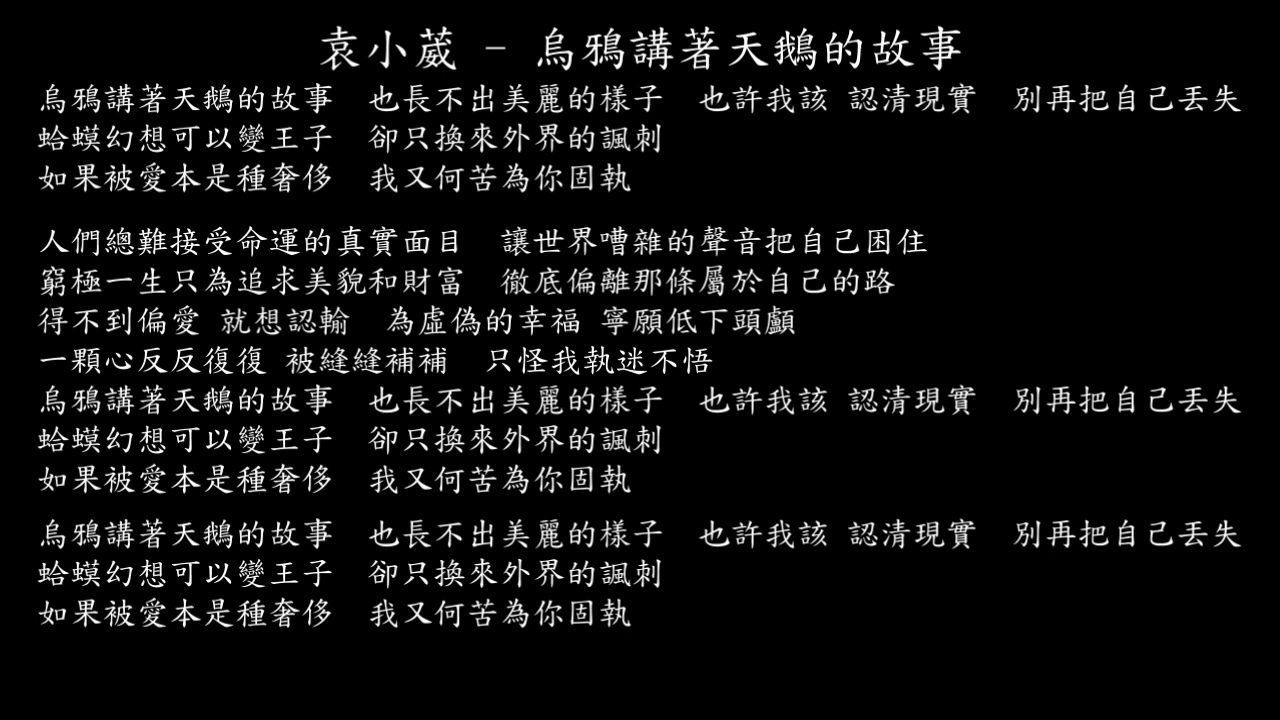 袁小葳 - 烏鴉講著天鵝的故事
烏鴉講著天鵝的故事 也長不出美麗的樣子 也許我該 認清現實 別再把自己丟失
蛤蟆幻想可以變王子 卻只換來外界的諷刺
如果被愛本是種奢侈 我又何苦為你固執
人們總難接受命運的真實面目 讓世界嘈雜的聲音把自己困住
窮極一生只為追求美貌和財富 徹底偏離那條屬於自己的路
得不到偏愛 就想認輸 為虛偽的幸福 寧願低下頭顱
一顆心反反復復 被縫縫補補 只怪我執迷不悟
烏鴉講著天鵝的故事 也長不出美麗的樣子 也許我該 認清現實 別再把自己丟失
蛤蟆幻想可以變王子 卻只換來外界的諷刺
如果被愛本是種奢侈 我又何苦為你固執
烏鴉講著天鵝的故事 也長不出美麗的樣子 也許我該 認清現實 別再把自己丟失
蛤蟆幻想可以變王子 卻只換來外界的諷刺
如果被愛本是種奢侈 我又何苦為你固執